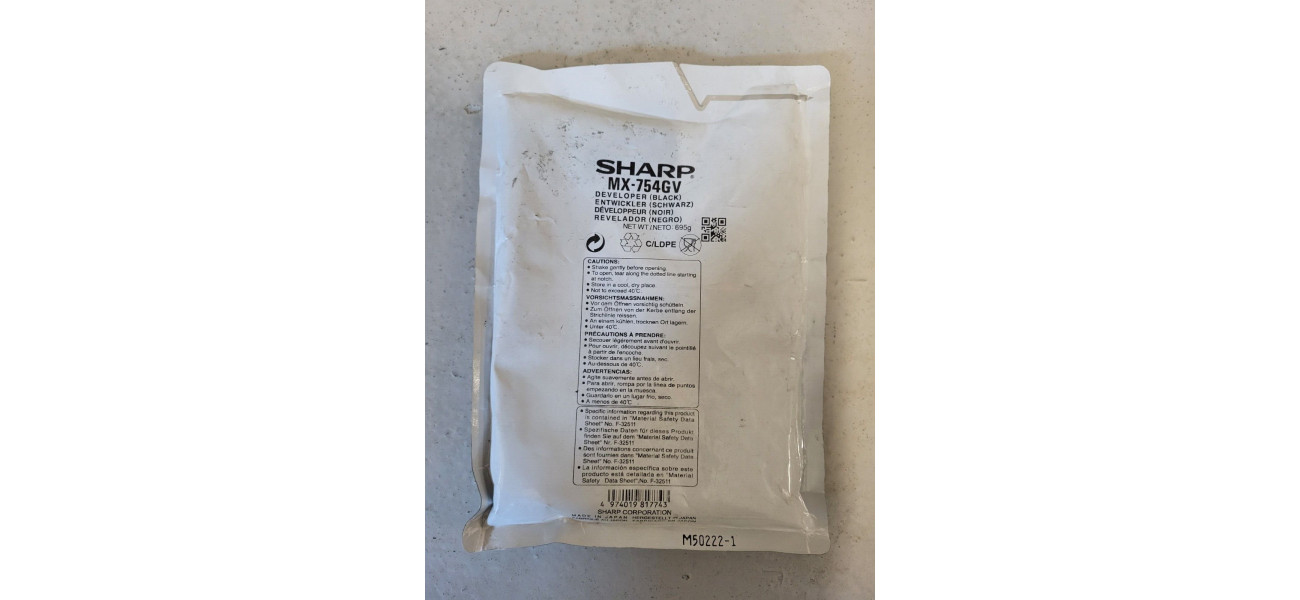 SHARP
MX-754GV
DEVELOPER (BLACK)
ENTWICKLER (SCHWARZ)
DÉVELOPPEUR (NOIR)
REVELADOR (NEGRO)
NET WT./NETO: 695g
C/LDPE
CAUTIONS:
• Shake gently before opening.
• To open, tear along the dotted line starting
at notch.
• Store in a cool, dry place.
• Not to exceed 40°C.
VORSICHTSMASSNAHMEN:
• Vor dem Öffnen vorsichtig schütteln.
• Zum Öffnen von der Kerbe entlang der
Strichlinie reissen.
• An einem kühlen, trocknen Ort lagern.
• Unter 40°C.
PRÉCAUTIONS À PRENDRE:
• Secouer légèrement avant d'ouvrir.
• Pour ouvrir, découpez suivant le pointillé
à partir de l'encoche.
• Stocker dans un lieu frais, sec.
• Au-dessous de 40°C.
ADVERTENCIAS:
• Agite suavemente antes de abrir.
• Para abrir, rompa por la línea de puntos
empezando en la muesca.
• Guardarlo en un lugar frio, seco.
• A menos de 40°C
• Specific information regarding this product
is contained in "Material Safety Data
Sheet" No. F-32511
• Spezifische Daten für dieses Produkt
finden Sie auf dem "Material Safety Data
Sheet" Nr. F-32511
• Des informations concernant ce produit
sont fournies dans "Material Safety Data
Sheet" No. F-32511
• La información específica sobre este
producto está detallada en "Material
Safety Data Sheet".No. F-32511
4 974019 817743
SHARP CORPORATION
MADE IN JAPAN HERGESTELLT IN JAPAN
M50222-1